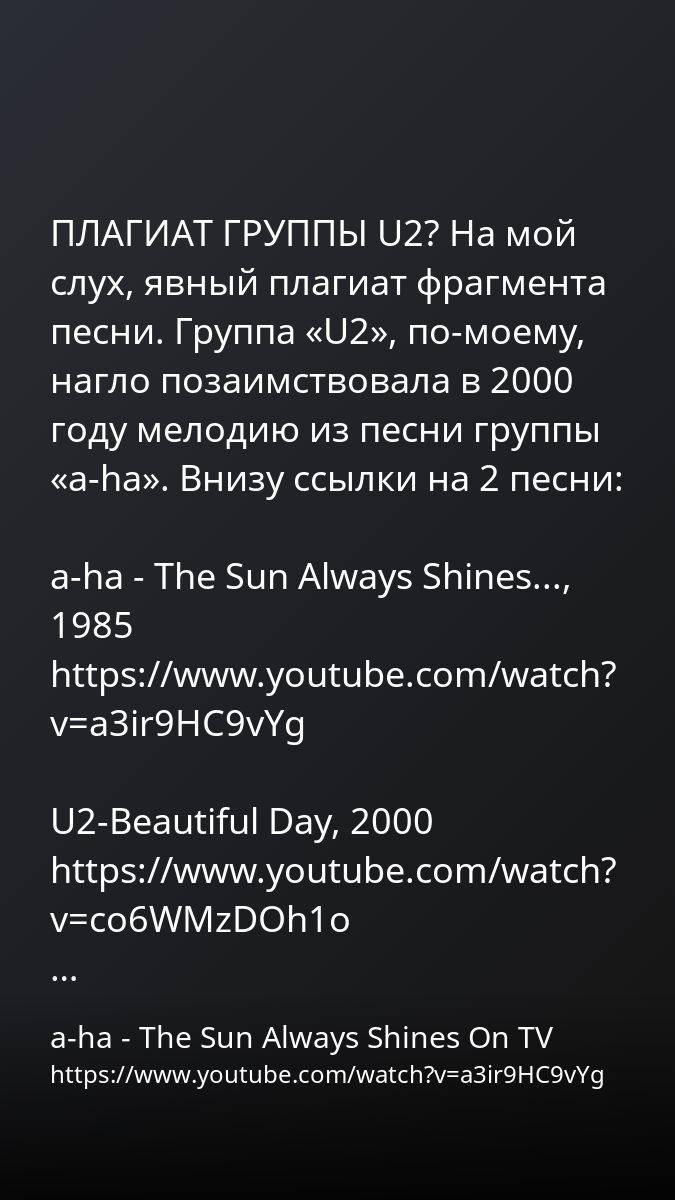 ПЛАГИАТ ГРУППЫ U2? На мой
слух, явный плагиат фрагмента
песни. Группа «U2», по-моему,
нагло позаимствовала в 2000
году мелодию из песни группы
«a-ha». Внизу ссылки на 2 песни:
a-ha - The Sun Always Shines...,
1985
https://www.youtube.com/watch?
v=a3ir9HC9vYg
U2-Beautiful Day, 2000
https://www.youtube.com/watch?
v=co6WMzDOh1o
...
a-ha - The Sun Always Shines On TV
https://www.youtube.com/watch?v=a3ir9HC9vYg